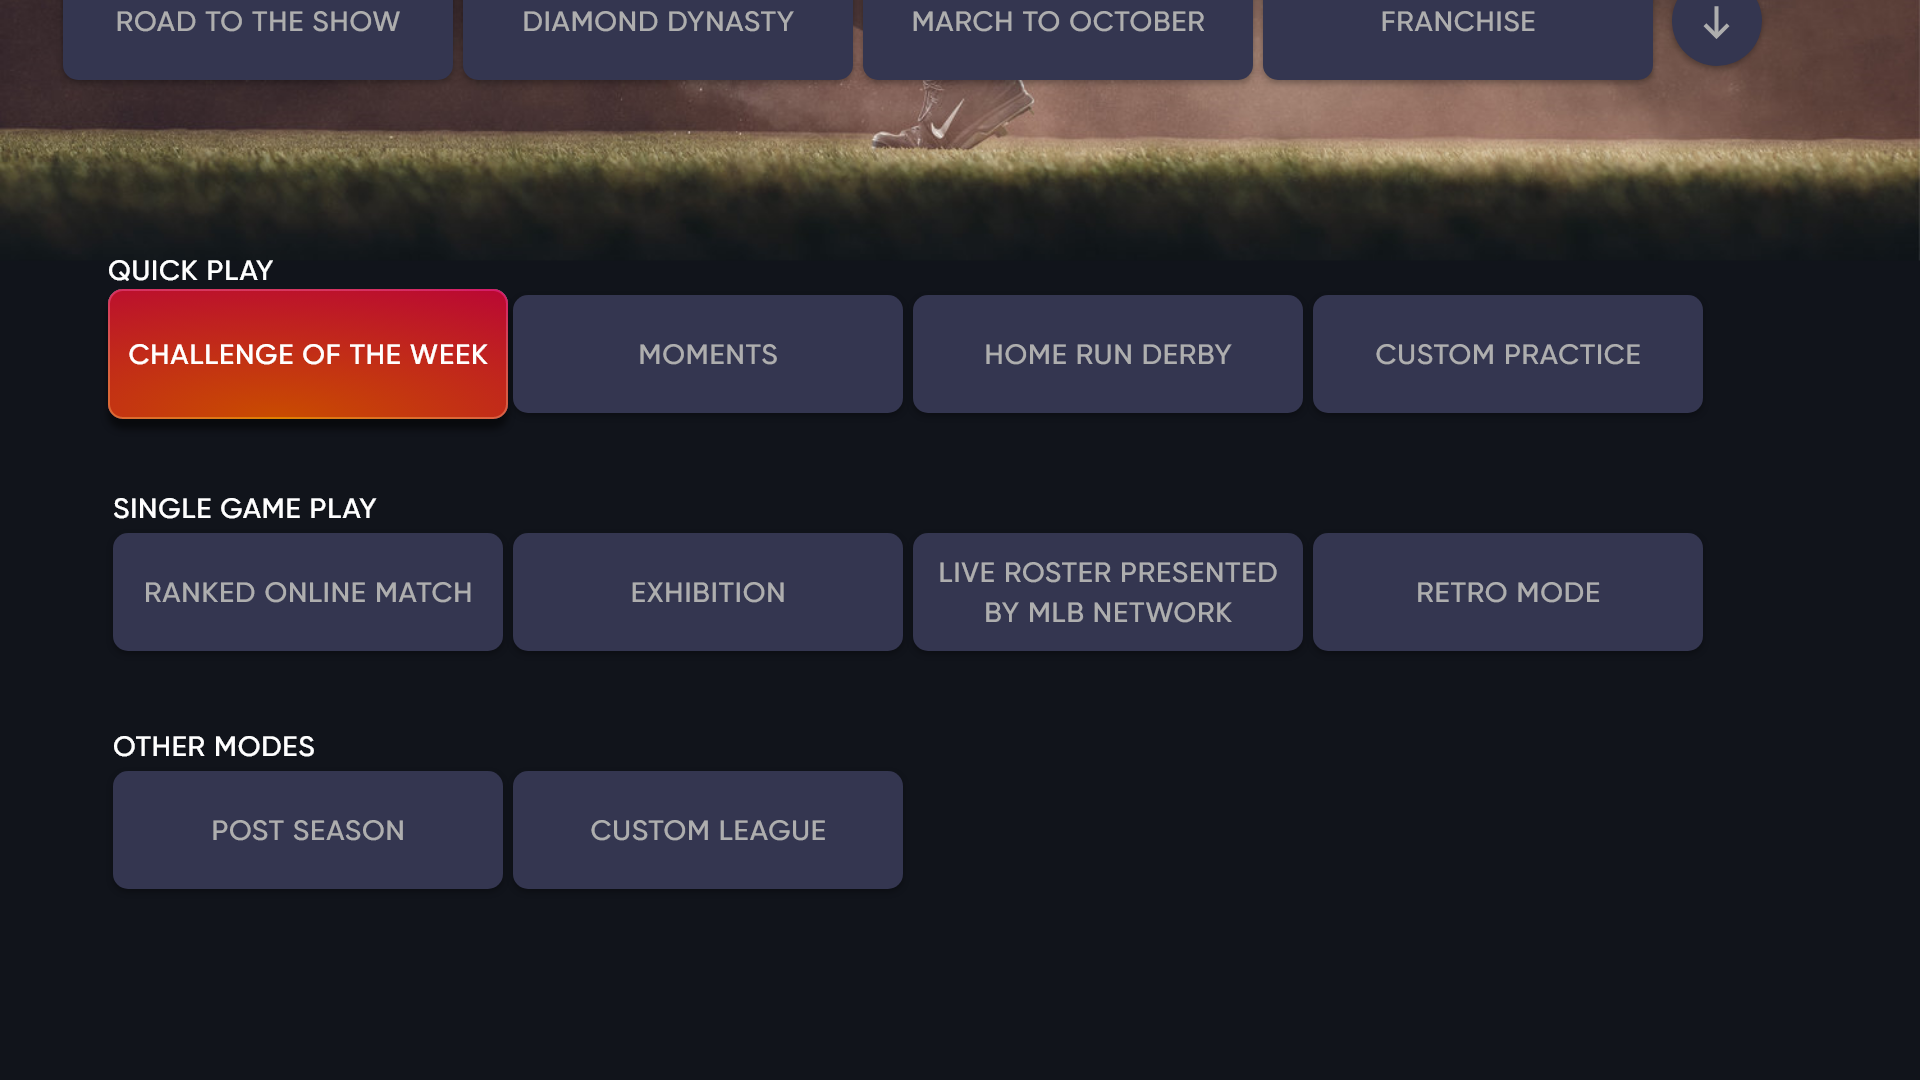 ROAD TO THE SHOW
DIAMOND DYNASTY
MARCH TO OCTOBER
FRANCHISE
QUICK PLAY
CHALLENGE OF THE WEEK
MOMENTS
HOME RUN DERBY
CUSTOM PRACTICE
SINGLE GAME PLAY
RANKED ONLINE MATCH
EXHIBITION
LIVE ROSTER PRESENTED
BY MLB NETWORK
RETRO MODE
OTHER MODES
POST SEASON
CUSTOM LEAGUE